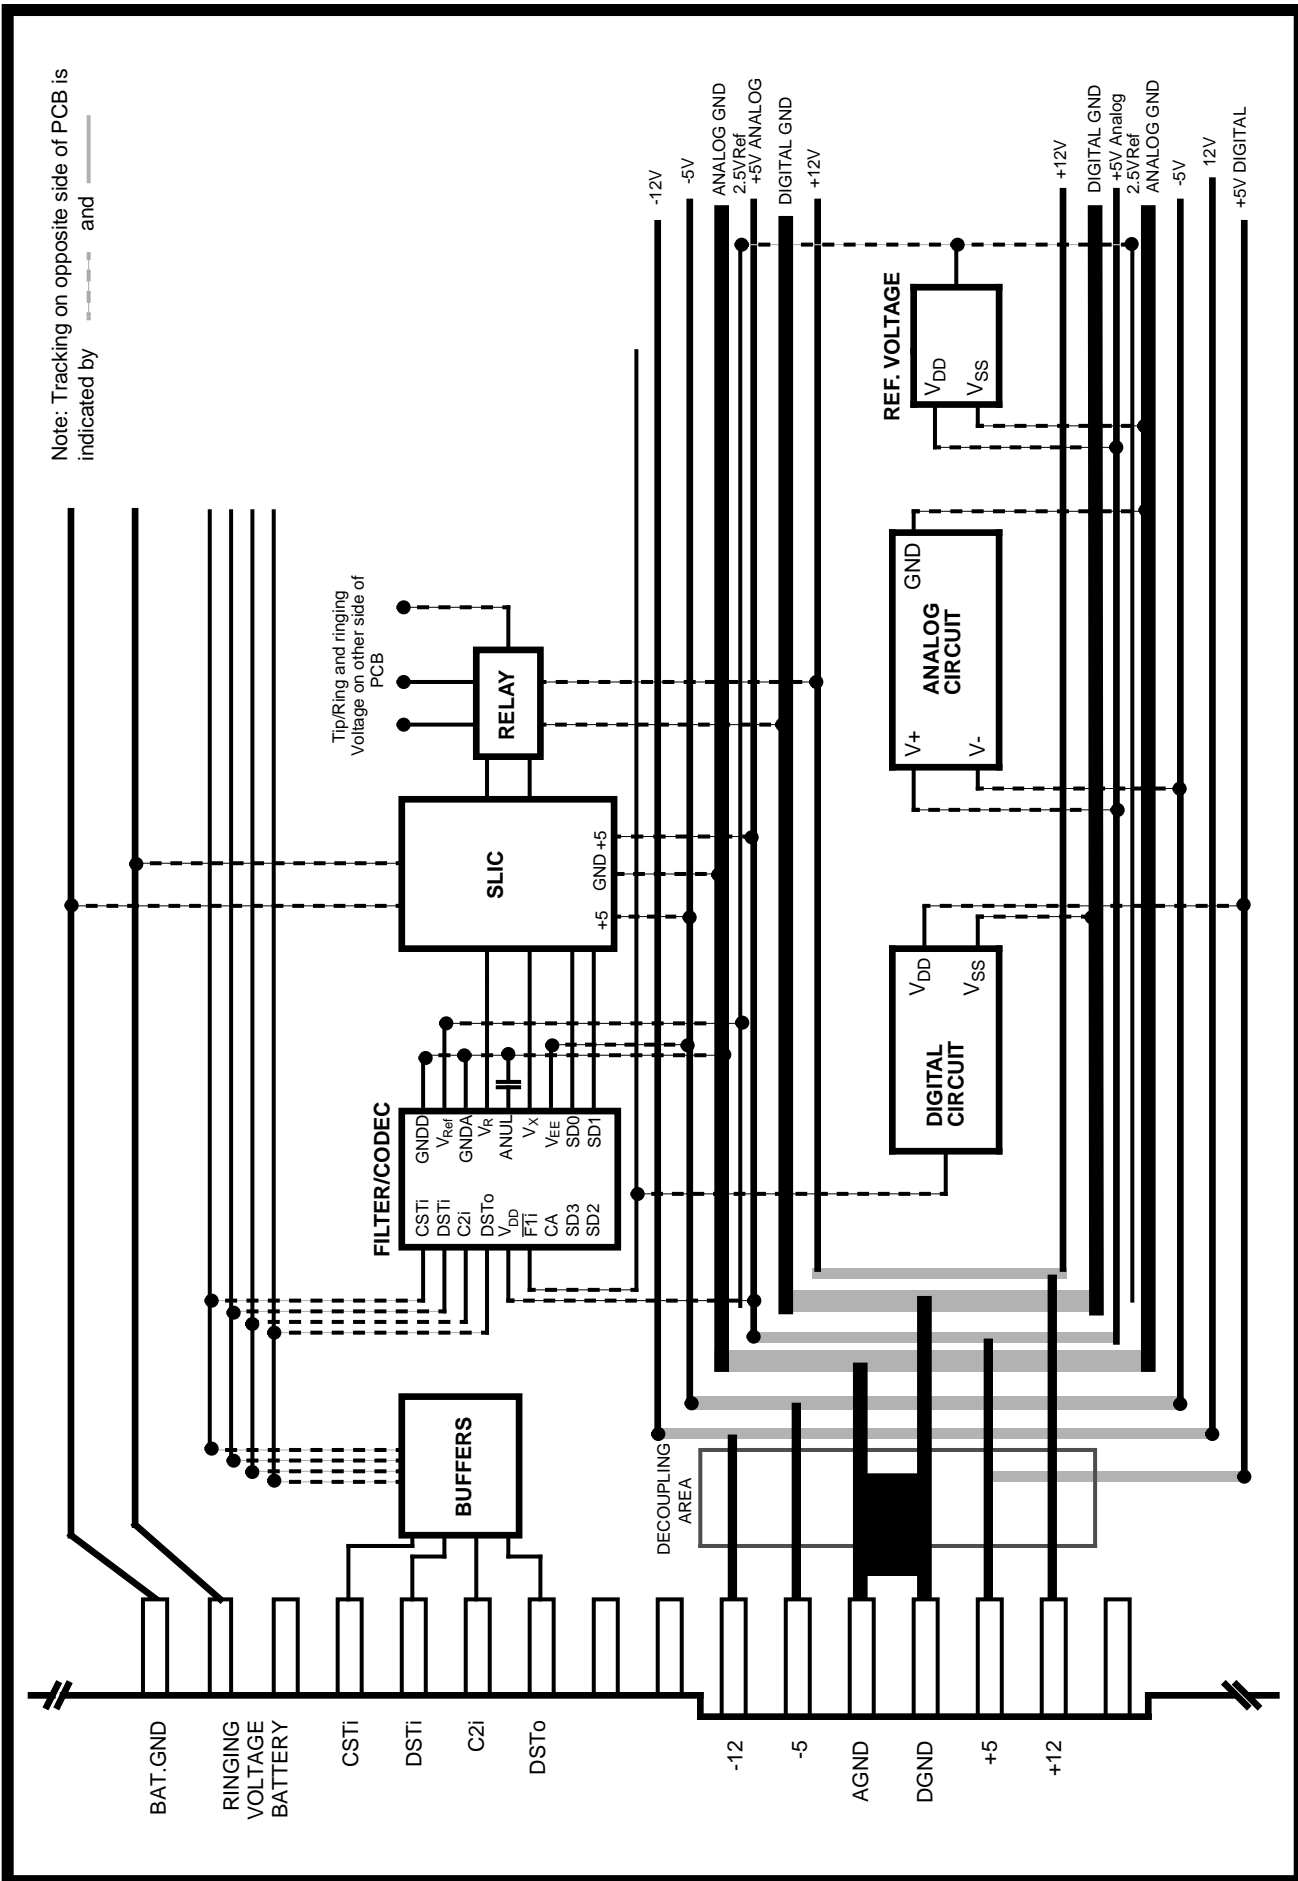 Note: Tracking on opposite side of PCB is
indicated by
and
Tip/Ring and ringing
Voltage on other side of
PCB
RELAY
SLIC
+5
GND
+5
FILTER/CODEC
CSTi
DSTi
C2i
DSTo
VDD
F1i
CA
SD3
SD2
GNDD
VRef
GNDA
VR
ANUL
VX
VEE
SD0
SD1
BUFFERS
DECOUPLING
AREA
-12V
-5V
ANALOG GND
2.5VRef
+5V ANALOG
DIGITAL GND
+12V
+12V
DIGITAL GND
+5V Analog
2.5VRef
ANALOG GND
-5V
12V
+5V DIGITAL
REF. VOLTAGE
VDD
VSS
ANALOG
CIRCUIT
V+
V-
GND
DIGITAL
CIRCUIT
VDD
VSS
BAT.GND
RINGING
VOLTAGE
BATTERY
CSTi
DSTi
C2i
DSTo
-12
-5
AGND
DGND
+5
+12